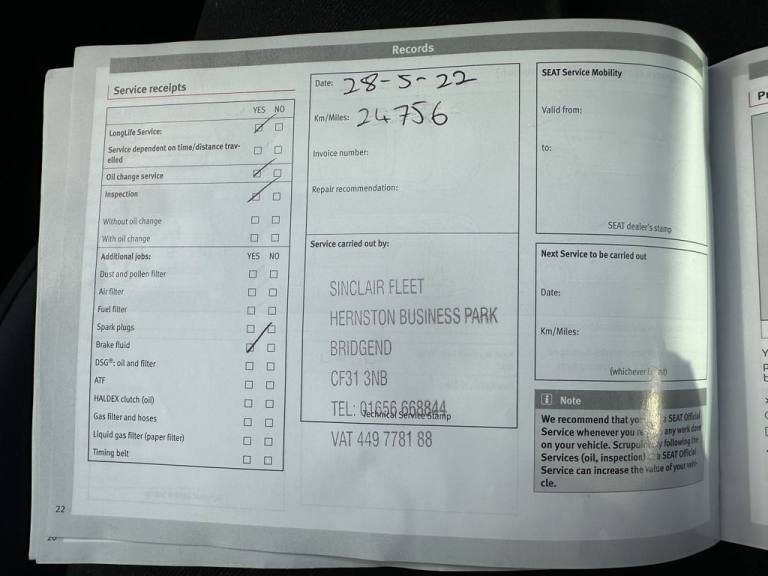 Records
Service receipts
YES NO
LongLife Service:
Service dependent on time/distance trav-
elled
Oil change service
Inspection
Without oil change
With oil change
Additional jobs: YES NO
Dust and pollen filter
Air filter
Fuel filter
Spark plugs
Brake fluid
DSG®: oil and filter
ATF
HALDEX clutch (oil)
Gas filter and hoses
Liquid gas filter (paper filter)
Timing belt
Date: 28-5-22
Km/Miles: 24756
Invoice number:
Repair recommendation:
Service carried out by:
SINCLAIR FLEET
HERNSTON BUSINESS PARK
BRIDGEND
CF31 3NB
TEL: 01656 668844
Technical Service Stamp
VAT 449 7781 88
SEAT Service Mobility
Valid from:
to:
SEAT dealer's stamp
Next Service to be carried out
Date:
Km/Miles:
(whichever
i Note
We recommend that a SEAT Official
Service whenever you any work done
on your vehicle. following the
Services (oil, inspection) a SEAT Official
Service can increase the value of your vehi-
cle.
22